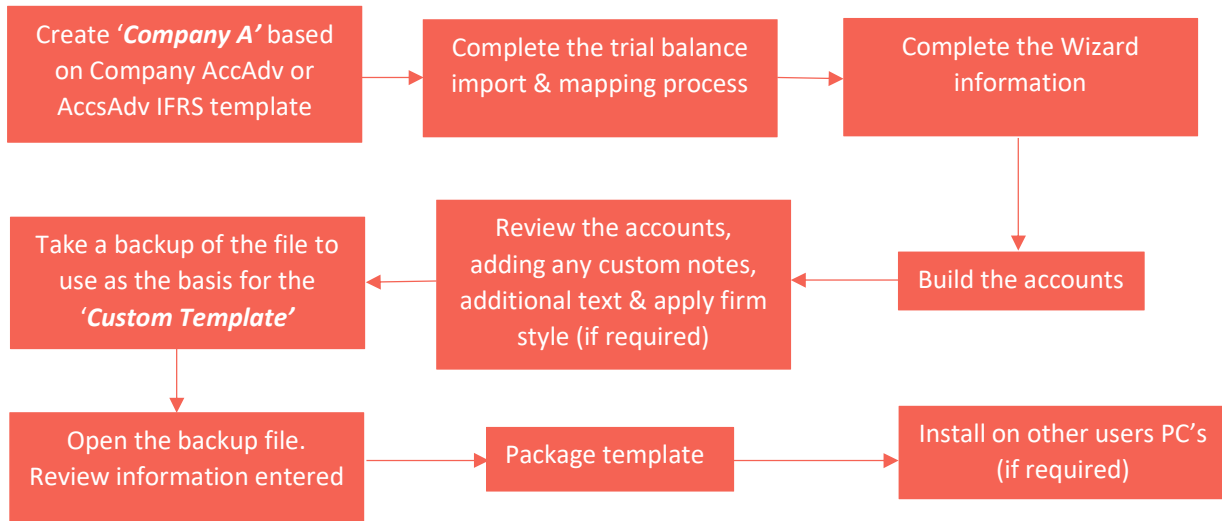 Create ‘Company A’ based
on Company AccAdv or
AccsAdv IFRS template
Complete the trial balance
import & mapping process
Complete the Wizard
information
Build the accounts
Review the accounts,
adding any custom notes,
additional text & apply firm
style (if required)
Take a backup of the file to
use as the basis for the
‘Custom Template’
Open the backup file.
Review information entered
Package template
Install on other users PC’s
(if required)